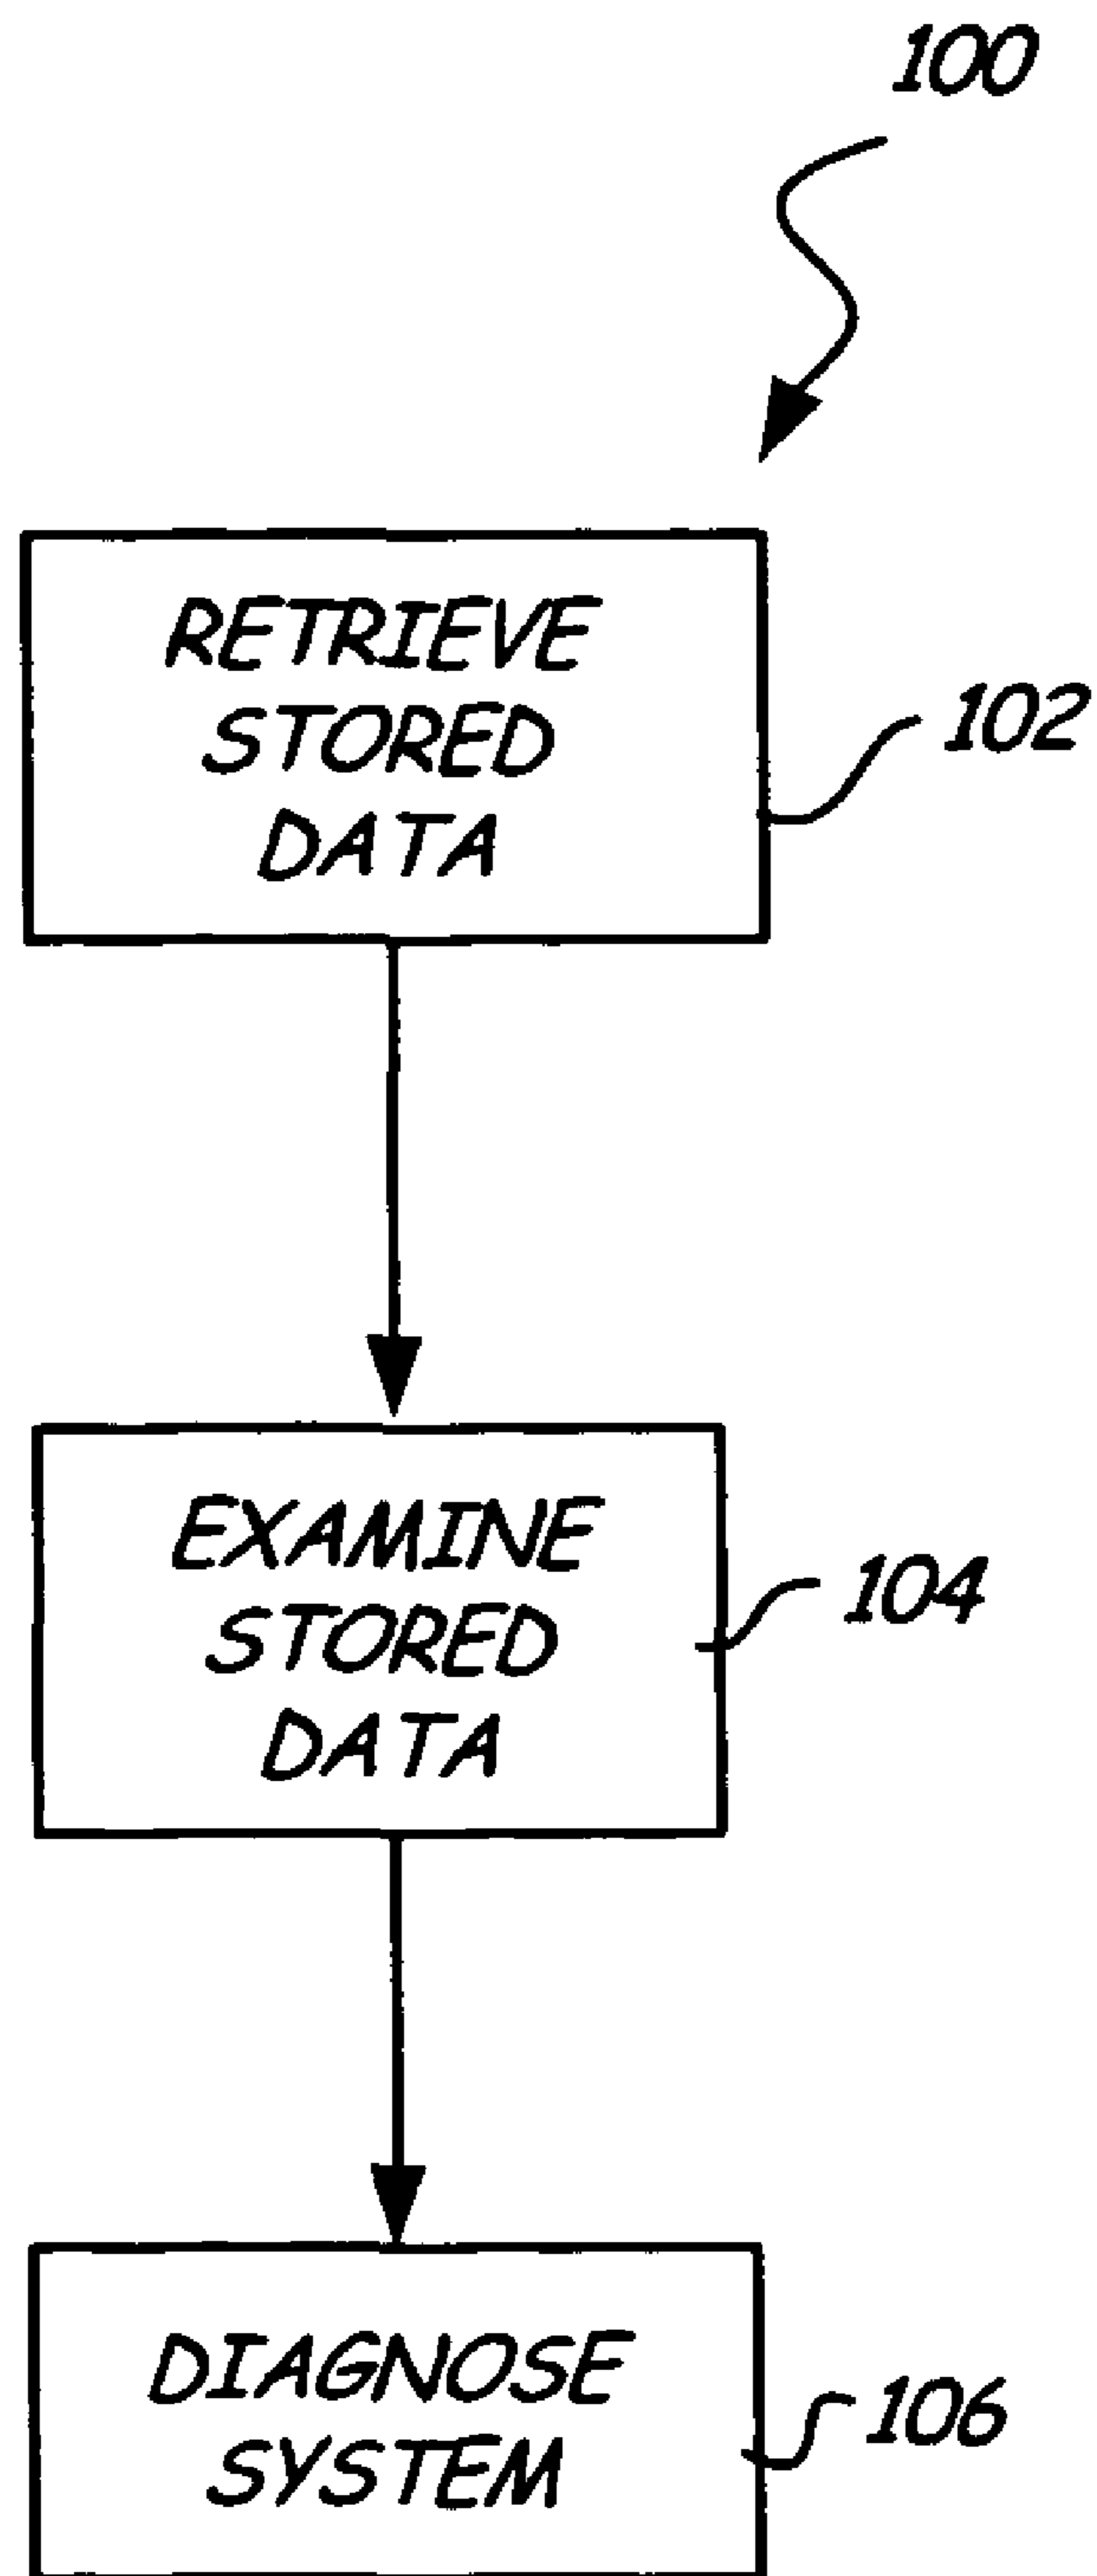 100
RETRIEVE
STORED
DATA
102
EXAMINE
STORED
DATA
104
DIAGNOSE
SYSTEM
106